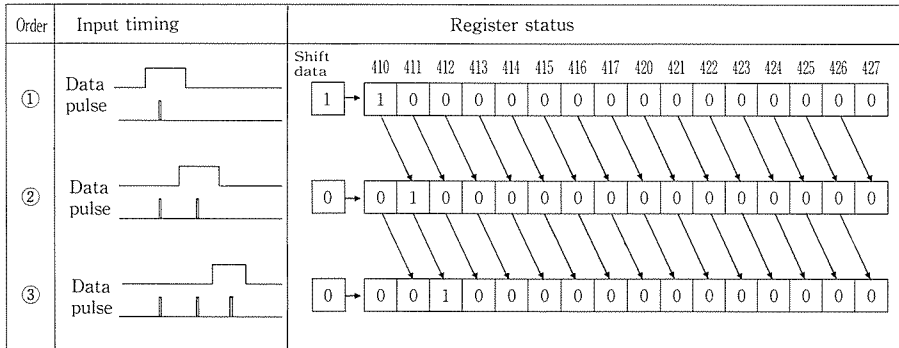 Order Input timing Register status
Shift
data 410 411 412 413 414 415 416 417 420 421 422 423 424 425 426 427
① Data
pulse
1 1 0 0 0 0 0 0 0 0 0 0 0 0 0 0 0
② Data
pulse
0 0 1 0 0 0 0 0 0 0 0 0 0 0 0 0 0
③ Data
pulse
0 0 0 1 0 0 0 0 0 0 0 0 0 0 0 0 0